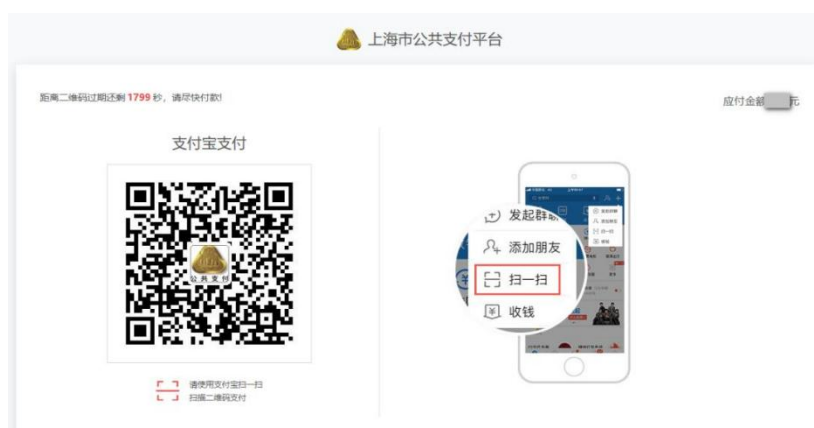 上海市公共支付平台
距离二维码过期还剩 1799 秒，请尽快付款!
应付金额
元
支付宝支付
公共支付
请使用支付宝扫一扫
扫描二维码支付
发起群聊
添加朋友
扫一扫
收钱